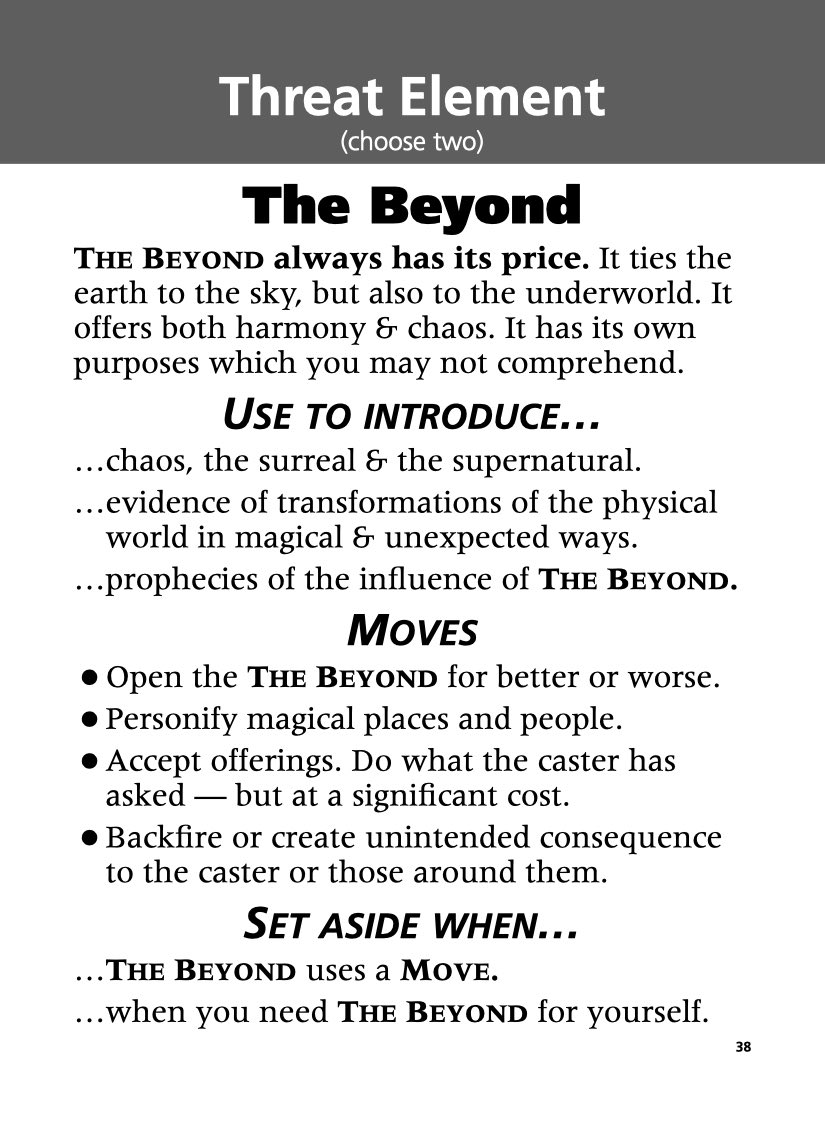 Threat Element
(choose two)
The Beyond
THE BEYOND always has its price. It ties the
earth to the sky, but also to the underworld. It
offers both harmony & chaos. It has its own
purposes which you may not comprehend.
USE TO INTRODUCE…
…chaos, the surreal & the supernatural.
…evidence of transformations of the physical
world in magical & unexpected ways.
…prophecies of the influence of THE BEYOND.
MOVES
● Open the THE BEYOND for better or worse.
● Personify magical places and people.
● Accept offerings. Do what the caster has
asked — but at a significant cost.
● Backfire or create unintended consequence
to the caster or those around them.
SET ASIDE WHEN…
…THE BEYOND uses a MOVE.
…when you need THE BEYOND for yourself.
38